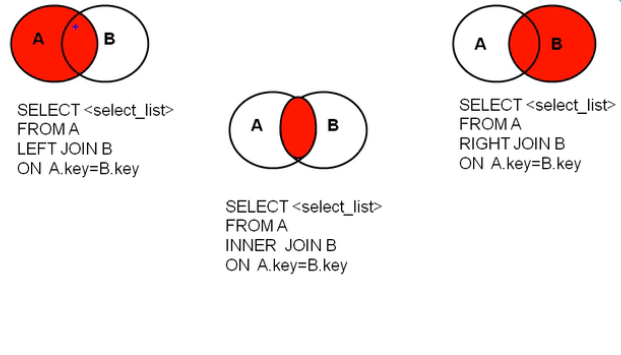 A B
SELECT <select_list>
FROM A
LEFT JOIN B
ON A.key=B.key
A B
SELECT <select_list>
FROM A
INNER JOIN B
ON A.key=B.key
A B
SELECT <select_list>
FROM A
RIGHT JOIN B
ON A.key=B.key